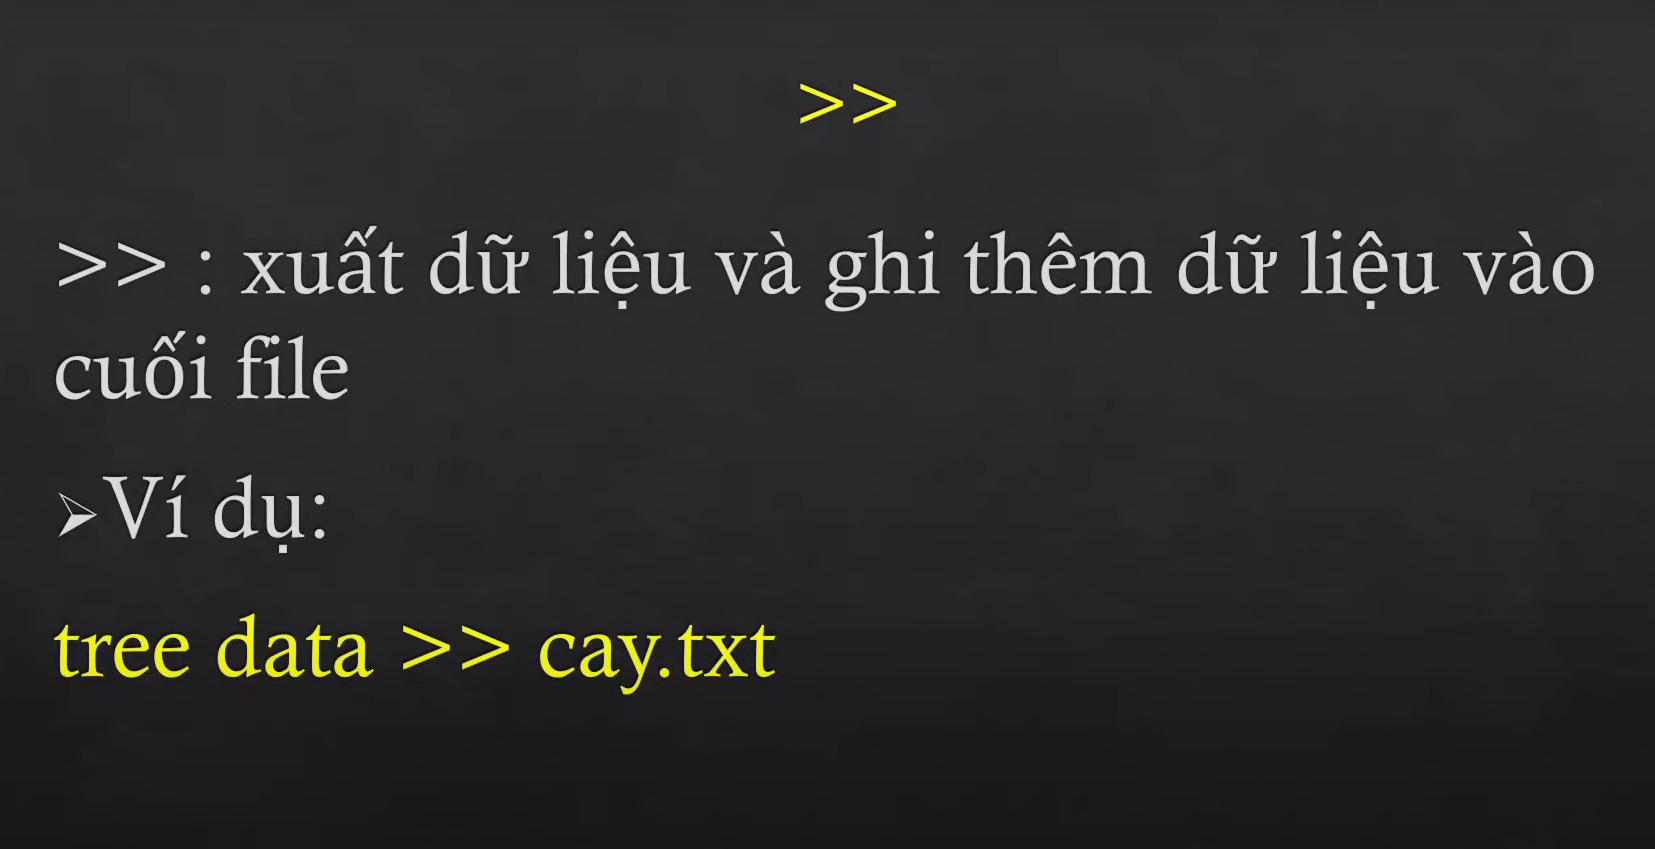 >>
>> : xuất dữ liệu và ghi thêm dữ liệu vào
cuối file
➢Ví dụ:
tree data >> cay.txt